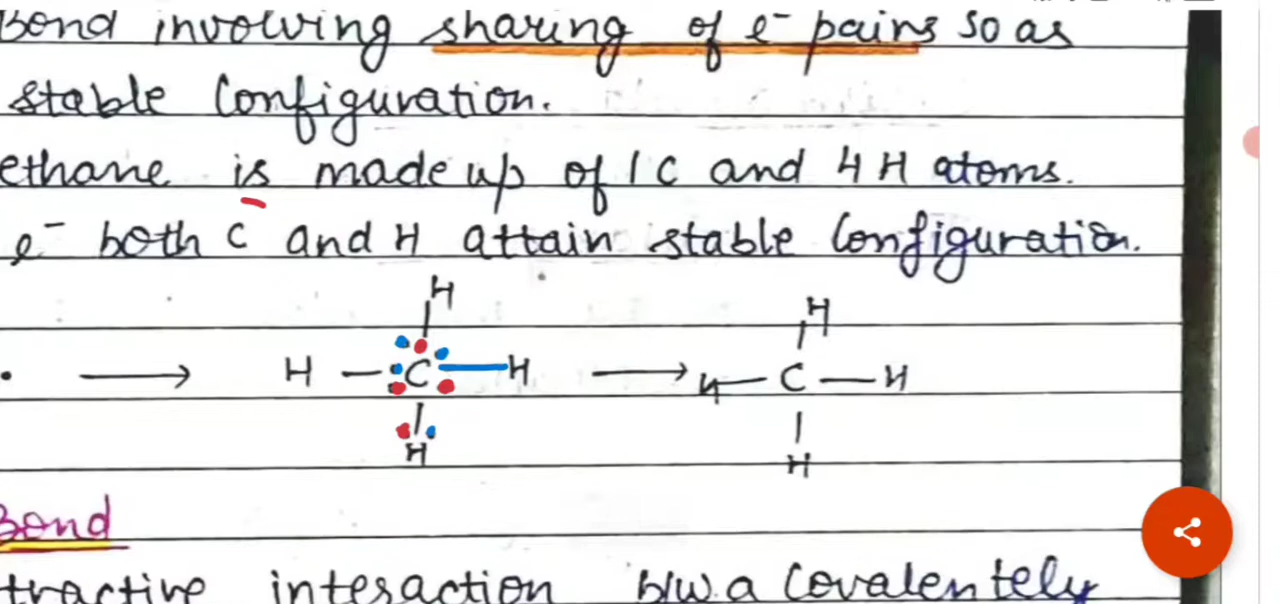 Bond involving sharing of e⁻ pairs so as
stable Configuration.
ethane is made up of 1 C and 4 H atoms.
e⁻ both C and H attain stable Configuration.
H
H
H — C — H ⟶ H — C — H
H
H
Bond
tractive interaction b/w. a Covalentely